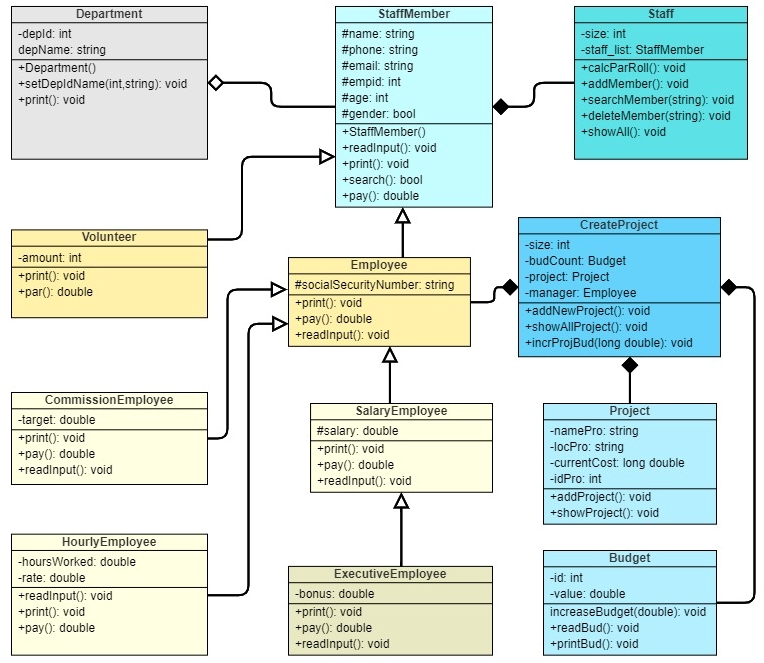 Department
-depId: int
depName: string
+Department()
+setDepIdName(int,string): void
+print(): void
StaffMember
#name: string
#phone: string
#email: string
#empid: int
#age: int
#gender: bool
+StaffMember()
+readInput(): void
+print(): void
+search(): bool
+pay(): double
Staff
-size: int
-staff_list: StaffMember
+calcParRoll(): void
+addMember(): void
+searchMember(string): void
+deleteMember(string): void
+showAll(): void
Volunteer
-amount: int
+print(): void
+par(): double
Employee
#socialSecurityNumber: string
+print(): void
+pay(): double
+readInput(): void
CreateProject
-size: int
-budCount: Budget
-project: Project
-manager: Employee
+addNewProject(): void
+showAllProject(): void
+incrProjBud(long double): void
CommissionEmployee
-target: double
+print(): void
+pay(): double
+readInput(): void
SalaryEmployee
#salary: double
+print(): void
+pay(): double
+readInput(): void
Project
-namePro: string
-locPro: string
-currentCost: long double
-idPro: int
+addProject(): void
+showProject(): void
HourlyEmployee
-hoursWorked: double
-rate: double
+readInput(): void
+print(): void
+pay(): double
ExecutiveEmployee
-bonus: double
+print(): void
+pay(): double
+readInput(): void
Budget
-id: int
-value: double
increaseBudget(double): void
+readBud(): void
+printBud(): void